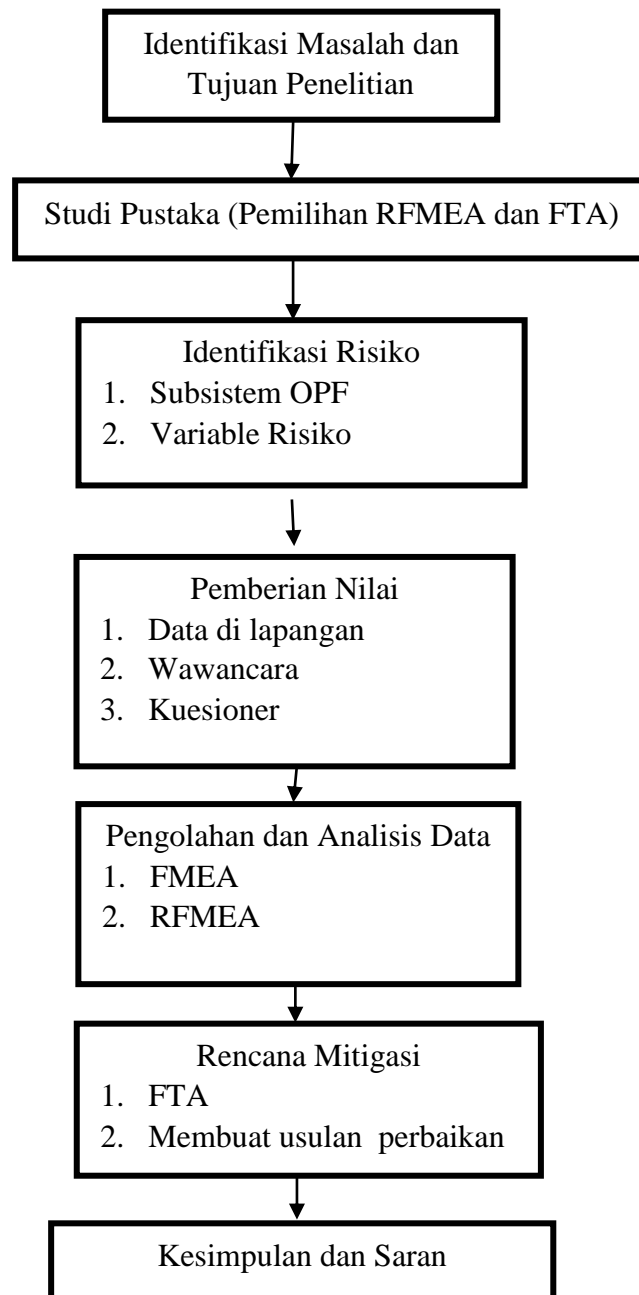 Identifikasi Masalah dan
Tujuan Penelitian
Studi Pustaka (Pemilihan RFMEA dan FTA)
Identifikasi Risiko
1. Subsistem OPF
2. Variable Risiko
Pemberian Nilai
1. Data di lapangan
2. Wawancara
3. Kuesioner
Pengolahan dan Analisis Data
1. FMEA
2. RFMEA
Rencana Mitigasi
1. FTA
2. Membuat usulan perbaikan
Kesimpulan dan Saran